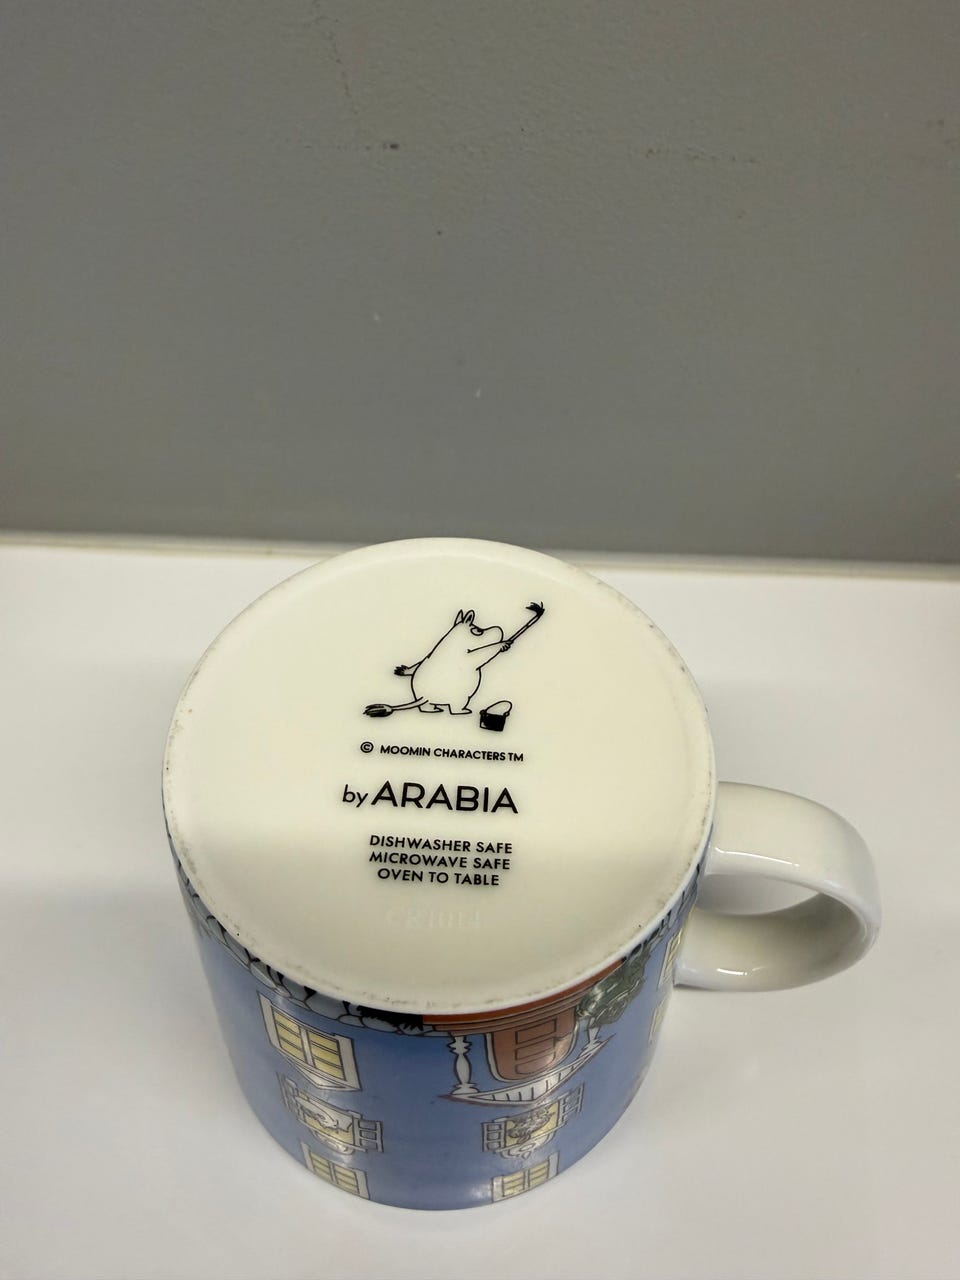 © MOOMIN CHARACTERS TM
by ARABIA
DISHWASHER SAFE
MICROWAVE SAFE
OVEN TO TABLE